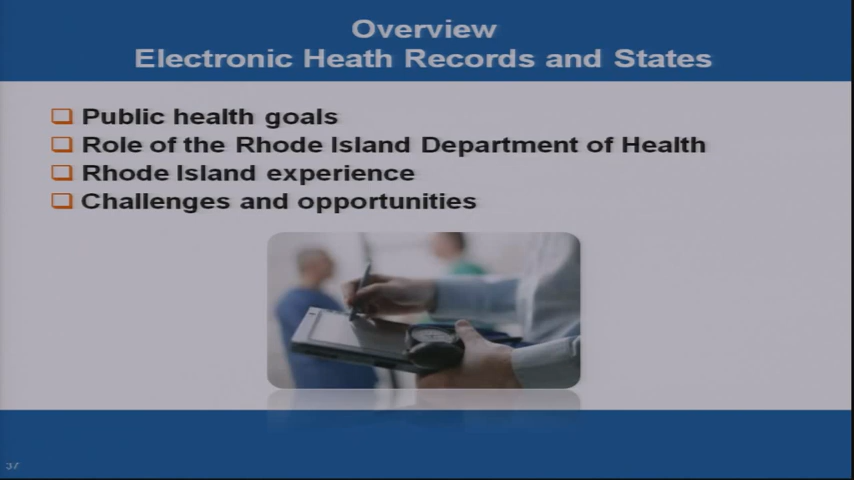 Overview
Electronic Heath Records and States
Public health goals
Role of the Rhode Island Department of Health
Rhode Island experience
Challenges and opportunities
37